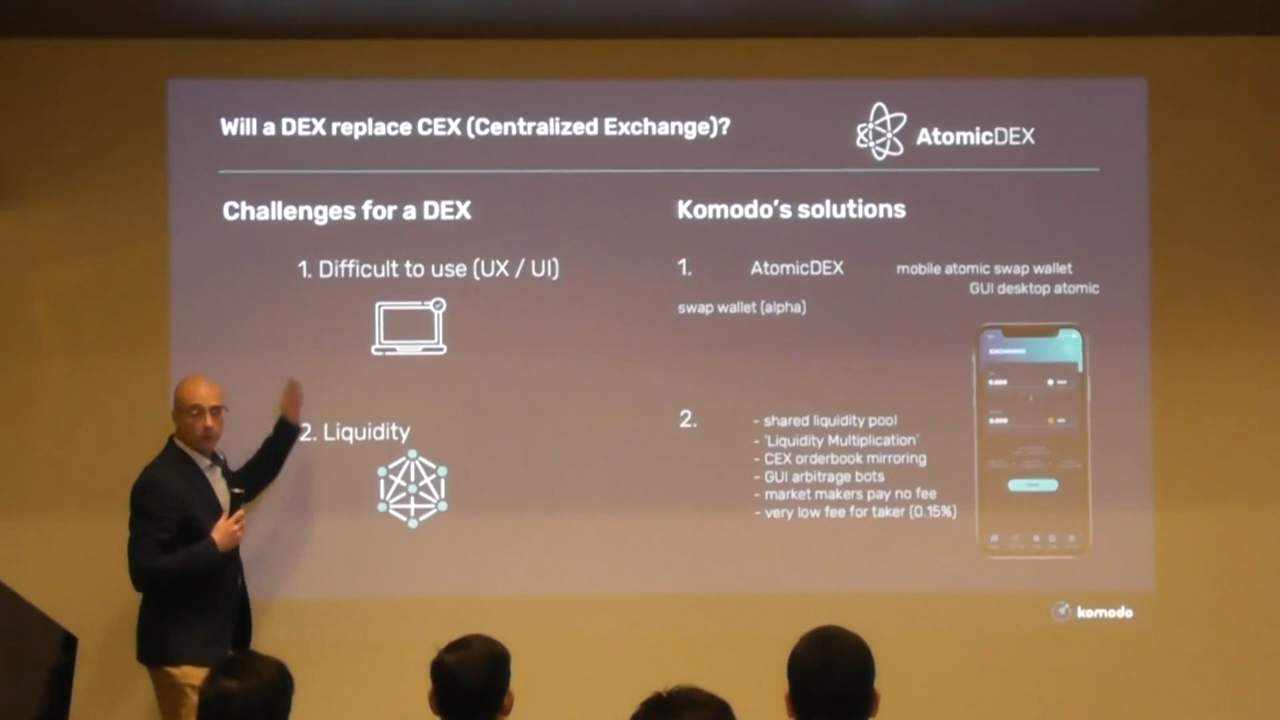 Will a DEX replace CEX (Centralized Exchange)?
AtomicDEX
Challenges for a DEX
1. Difficult to use (UX / UI)
2. Liquidity
Komodo's solutions
1. AtomicDEX mobile atomic swap wallet
GUI desktop atomic
swap wallet (alpha)
2. - shared liquidity pool
- 'Liquidity Multiplication'
- CEX orderbook mirroring
- GUI arbitrage bots
- market makers pay no fee
- very low fee for taker (0.15%)
EXCHANGE
komodo